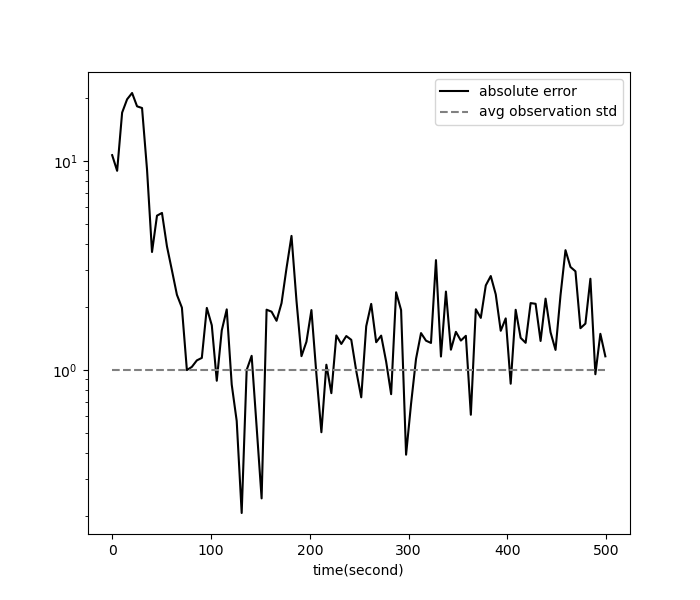 absolute error
avg observation std
10¹
10⁰
0 100 200 300 400 500
time(second)